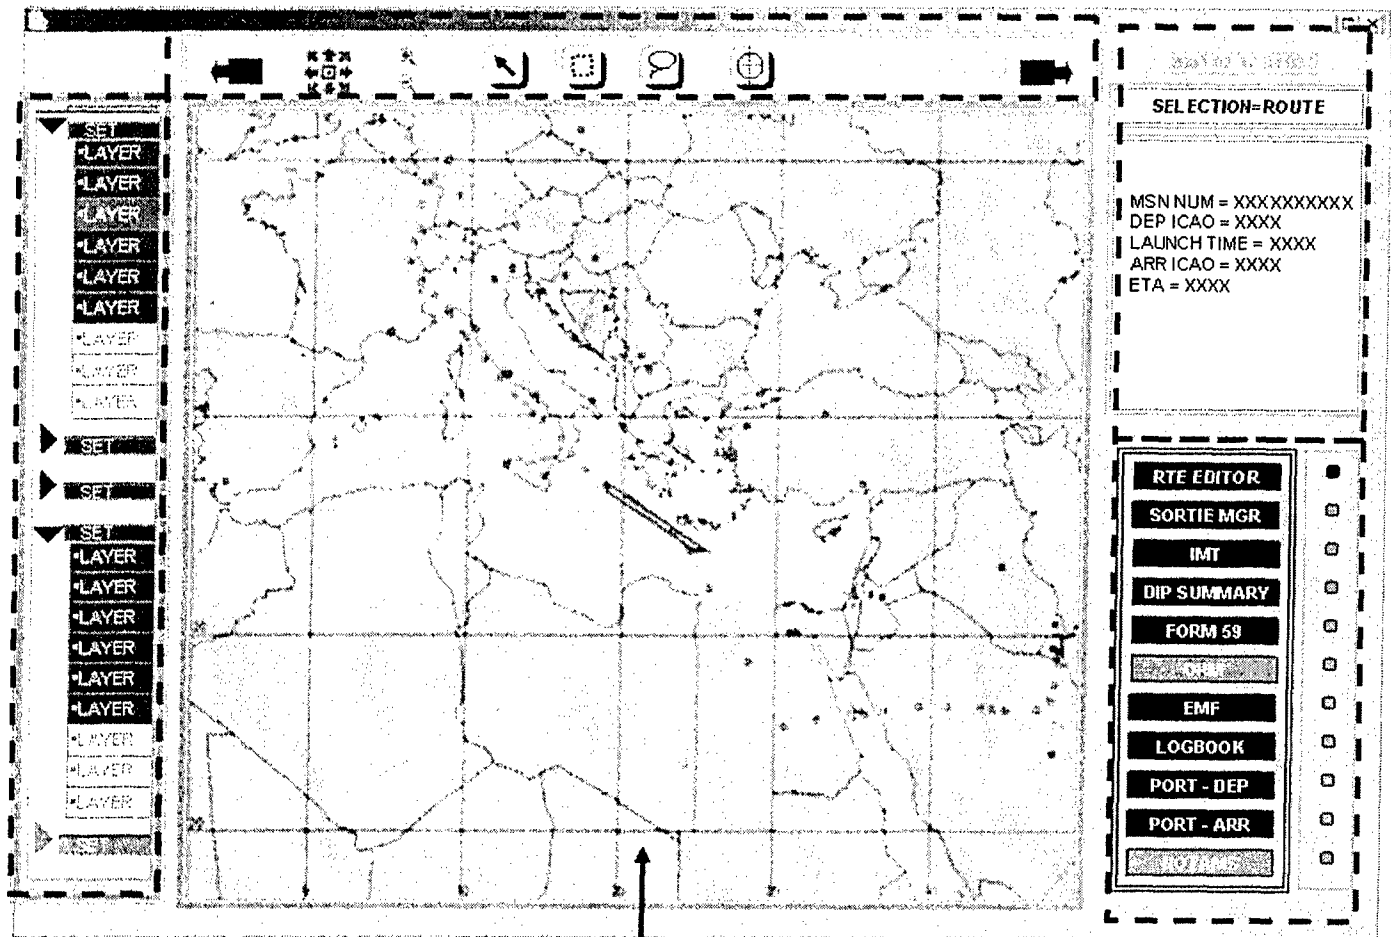 SET
•LAYER
•LAYER
•LAYER
•LAYER
•LAYER
•LAYER
•LAYER
•LAYER
•LAYER
SET
SET
SET
•LAYER
•LAYER
•LAYER
•LAYER
•LAYER
•LAYER
•LAYER
•LAYER
•LAYER
SET
SELECTION=ROUTE
MSN NUM = XXXXXXXXXX
DEP ICAO = XXXX
LAUNCH TIME = XXXX
ARR ICAO = XXXX
ETA = XXXX
RTE EDITOR
SORTIE MGR
IMT
DIP SUMMARY
FORM 59
EMF
LOGBOOK
PORT - DEP
PORT - ARR
NOTAMS